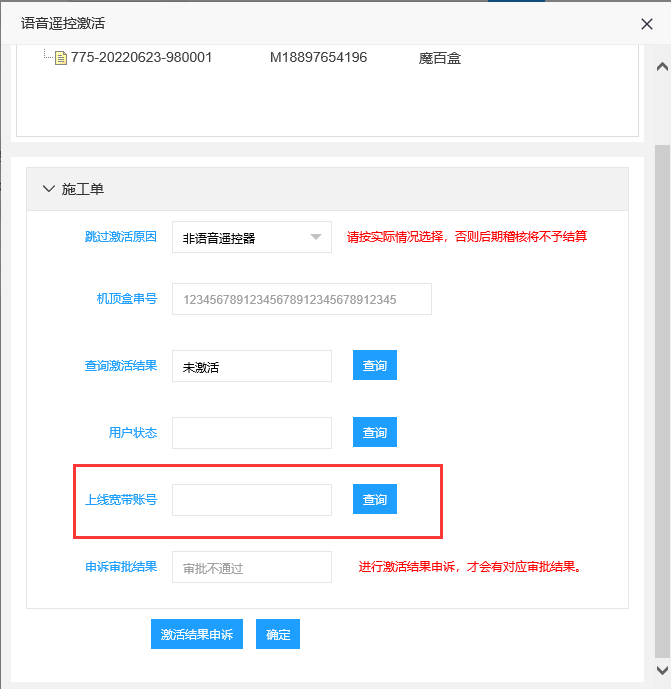 语音遥控激活
775-20220623-980001 M18897654196 魔百盒
施工单
跳过激活原因 非语音遥控器 请按实际情况选择，否则后期稽核将不予结算
机顶盒串号 12345678912345678912345678912345
查询激活结果 未激活 查询
用户状态 查询
上线宽带账号 查询
申诉审批结果 审批不通过 进行激活结果申诉，才会有对应审批结果。
激活结果申诉 确定